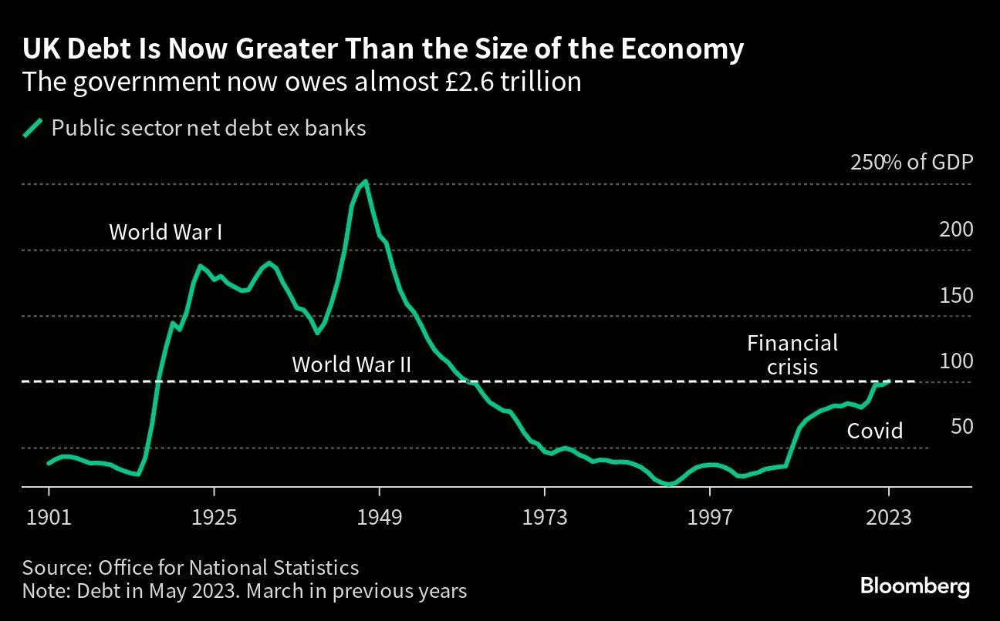 UK Debt Is Now Greater Than the Size of the Economy
The government now owes almost £2.6 trillion
Public sector net debt ex banks
250% of GDP
World War I
200
150
Financial
crisis
World War II
100
Covid
50
1901 1925 1949 1973 1997 2023
Source: Office for National Statistics
Note: Debt in May 2023. March in previous years
Bloomberg